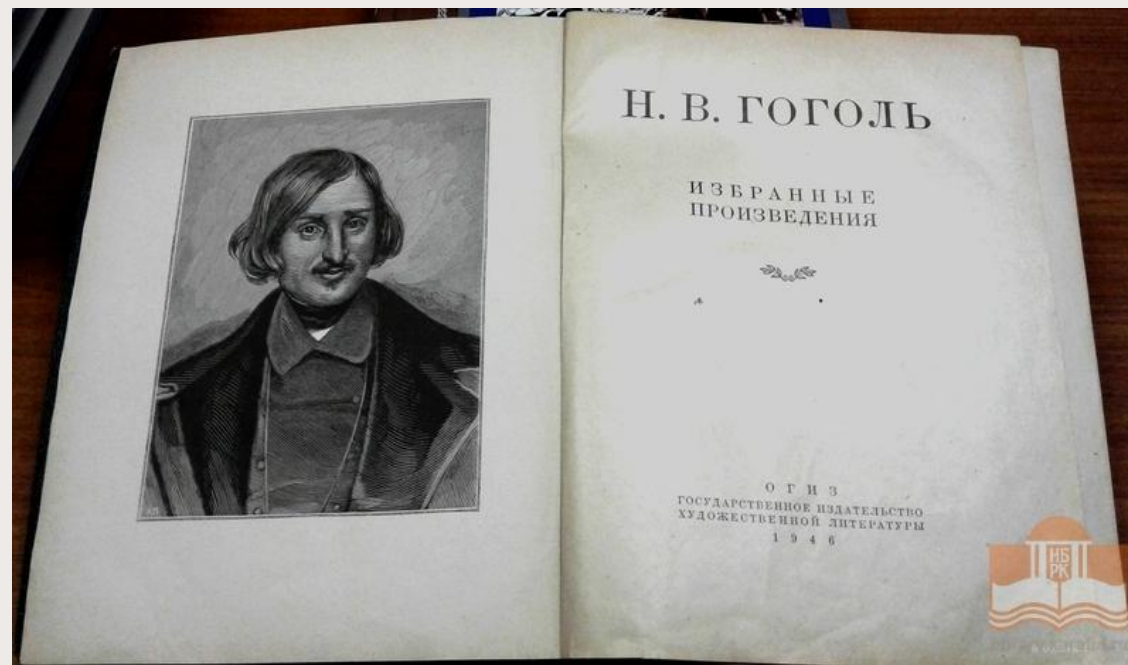 Н. В. ГОГОЛЬ
ИЗБРАННЫЕ
ПРОИЗВЕДЕНИЯ
ОГИЗ
ГОСУДАРСТВЕННОЕ ИЗДАТЕЛЬСТВО
ХУДОЖЕСТВЕННОЙ ЛИТЕРАТУРЫ
1946
НБ
РК